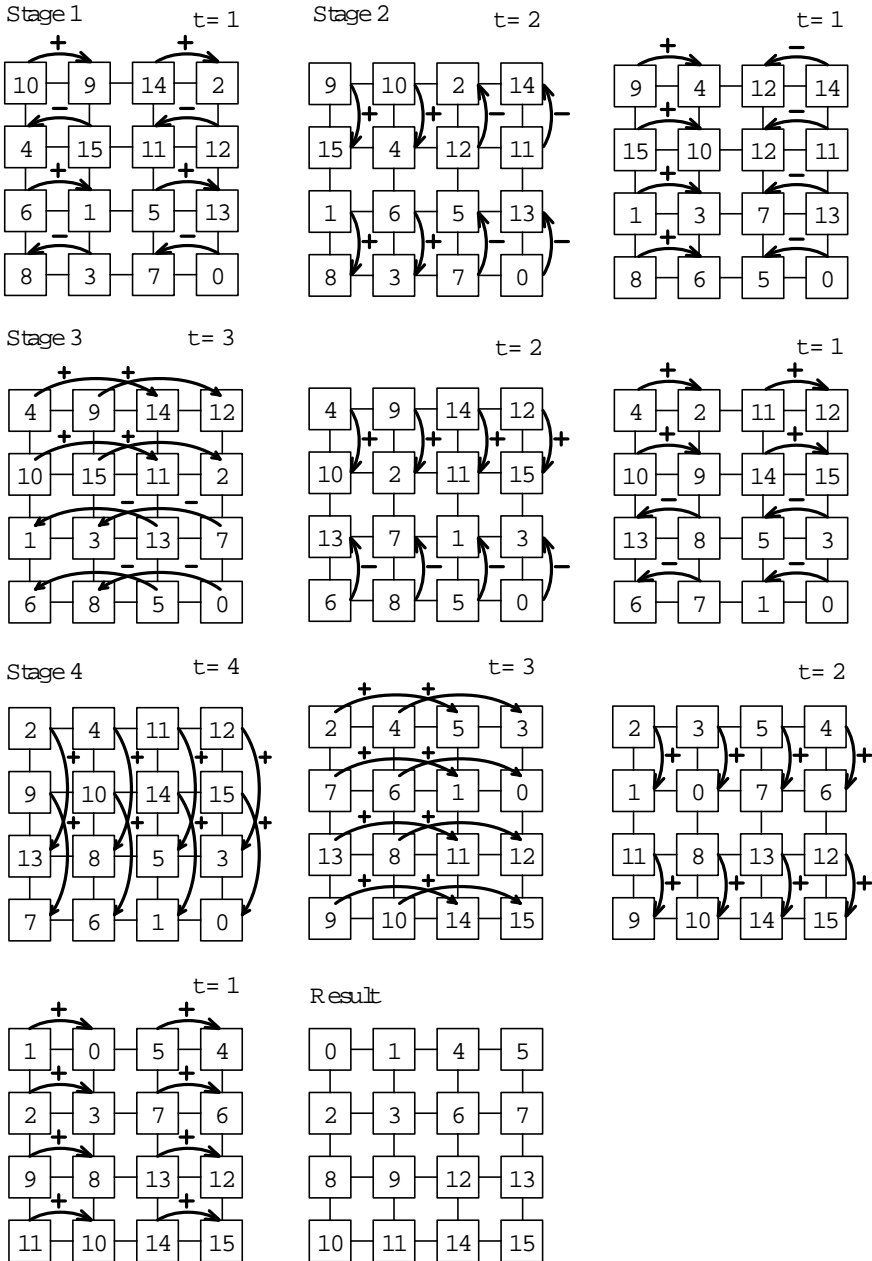 Stage 1 t= 1
+ +
10 9 14 2
− −
4 15 11 12
+ +
6 1 5 13
− −
8 3 7 0
Stage 2 t= 2
9 10 2 14
+ + − −
15 4 12 11
1 6 5 13
+ + − −
8 3 7 0
t= 1
+ −
9 4 12 14
+ −
15 10 12 11
+ −
1 3 7 13
+ −
8 6 5 0
Stage 3 t= 3
+ +
4 9 14 12
+ +
10 15 11 2
− −
1 3 13 7
− −
6 8 5 0
t= 2
4 9 14 12
+ + + +
10 2 11 15
13 7 1 3
− − − −
6 8 5 0
t= 1
+ +
4 2 11 12
+ +
10 9 14 15
− −
13 8 5 3
− −
6 7 1 0
Stage 4 t= 4
2 4 11 12
+ + + +
9 10 14 15
+ + + +
13 8 5 3
7 6 1 0
t= 3
+ +
2 4 5 3
+ +
7 6 1 0
+ +
13 8 11 12
+ +
9 10 14 15
t= 2
2 3 5 4
+ + + +
1 0 7 6
11 8 13 12
+ + + +
9 10 14 15
t= 1
+ +
1 0 5 4
+ +
2 3 7 6
+ +
9 8 13 12
+ +
11 10 14 15
Result
0 1 4 5
2 3 6 7
8 9 12 13
10 11 14 15